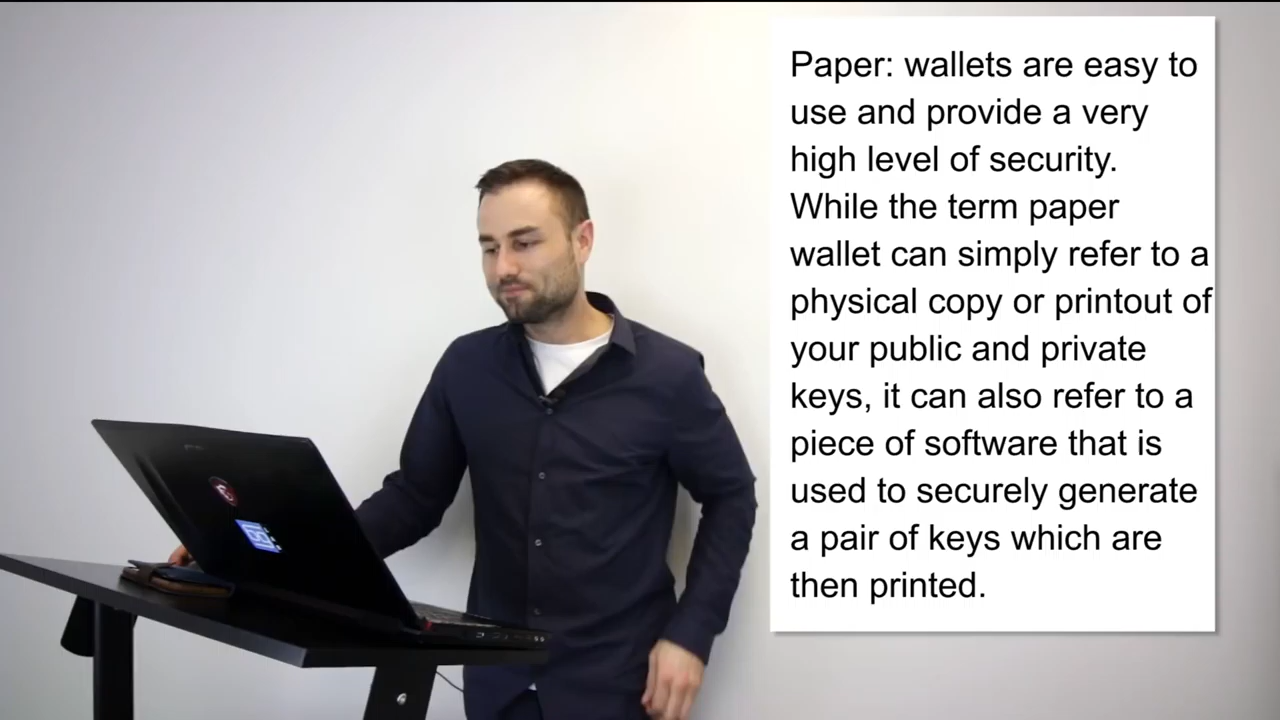 Paper: wallets are easy to
use and provide a very
high level of security.
While the term paper
wallet can simply refer to a
physical copy or printout of
your public and private
keys, it can also refer to a
piece of software that is
used to securely generate
a pair of keys which are
then printed.